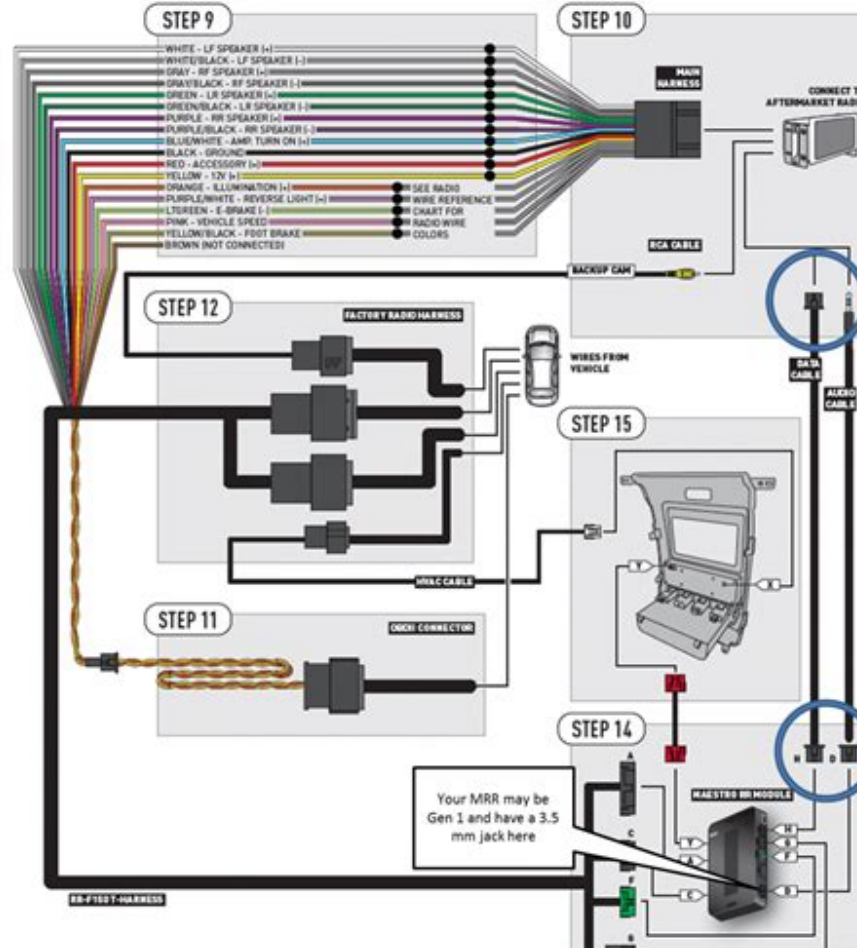 STEP 9
WHITE - LF SPEAKER (+)
WHITE/BLACK - LF SPEAKER (-)
GRAY - RF SPEAKER (+)
GRAY/BLACK - RF SPEAKER (-)
GREEN - LR SPEAKER (+)
GREEN/BLACK - LR SPEAKER (-)
PURPLE - RR SPEAKER (+)
PURPLE/BLACK - RR SPEAKER (-)
BLUE/WHITE - AMP. TURN ON (+)
BLACK - GROUND
RED - ACCESSORY (+)
YELLOW - 12V (+)
ORANGE - ILLUMINATION (+)
PURPLE/WHITE - REVERSE LIGHT (+)
LTGREEN - E-BRAKE (-)
PINK - VEHICLE SPEED
YELLOW/BLACK - FOOT BRAKE
BROWN (NOT CONNECTED)
SEE RADIO
WIRE REFERENCE
CHART FOR
RADIO WIRE
COLORS
STEP 10
MAIN
HARNESS
CONNECT T
AFTERMARKET RADI
RCA CABLE
BACKUP CAM
DATA
CABLE
AUDIO
CABLE
STEP 12
FACTORY RADIO HARNESS
WIRES FROM
VEHICLE
HVAC CABLE
STEP 15
Y
X
STEP 11
OBDII CONNECTOR
STEP 14
A
H
D
MAESTRO RR MODULE
Your MRR may be
Gen 1 and have a 3.5
mm jack here
C
F
Y
A
C
H
G
F
D
RR-F150 T-HARNESS